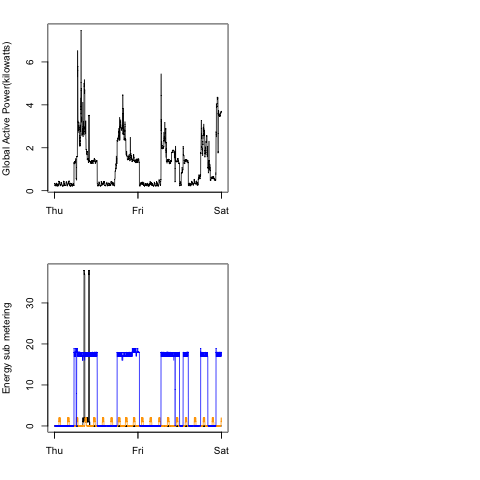 Global Active Power(kilowatts)
6
4
2
0
Thu Fri Sat
Energy sub metering
30
20
10
0
Thu Fri Sat